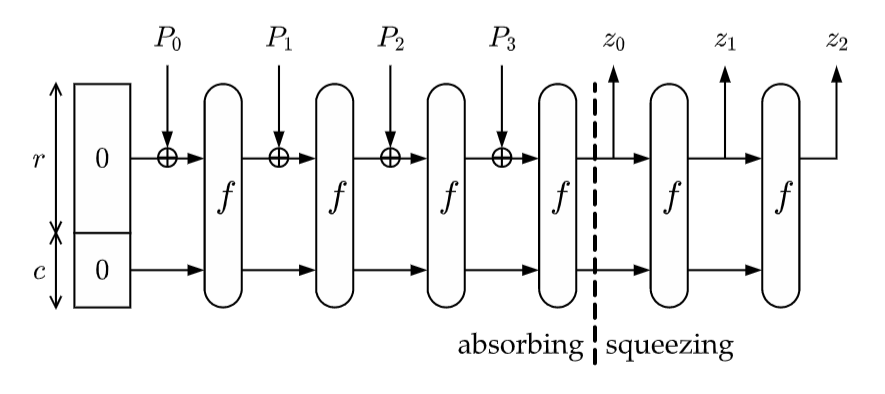 P₀ P₁ P₂ P₃ z₀ z₁ z₂
r 0
f f f f f f
c 0
absorbing squeezing